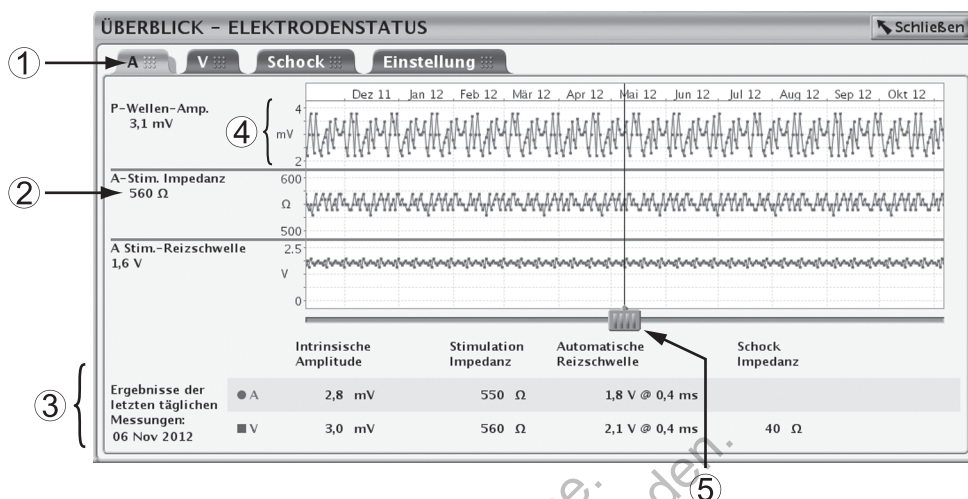 ÜBERBLICK – ELEKTRODENSTATUS
Schließen
① A V Schock Einstellung
Dez 11 Jan 12 Feb 12 Mär 12 Apr 12 Mai 12 Jun 12 Jul 12 Aug 12 Sep 12 Okt 12
P-Wellen-Amp.
3,1 mV
④ 4
mV
2
A-Stim. Impedanz
② 560 Ω
600
Ω
500
A Stim.-Reizschwelle
1,6 V
2.5
V
0
Intrinsische Amplitude
Stimulation Impedanz
Automatische Reizschwelle
Schock Impedanz
③ Ergebnisse der
letzten täglichen
Messungen:
06 Nov 2012
A 2,8 mV 550 Ω 1,8 V @ 0,4 ms
V 3,0 mV 560 Ω 2,1 V @ 0,4 ms 40 Ω
⑤